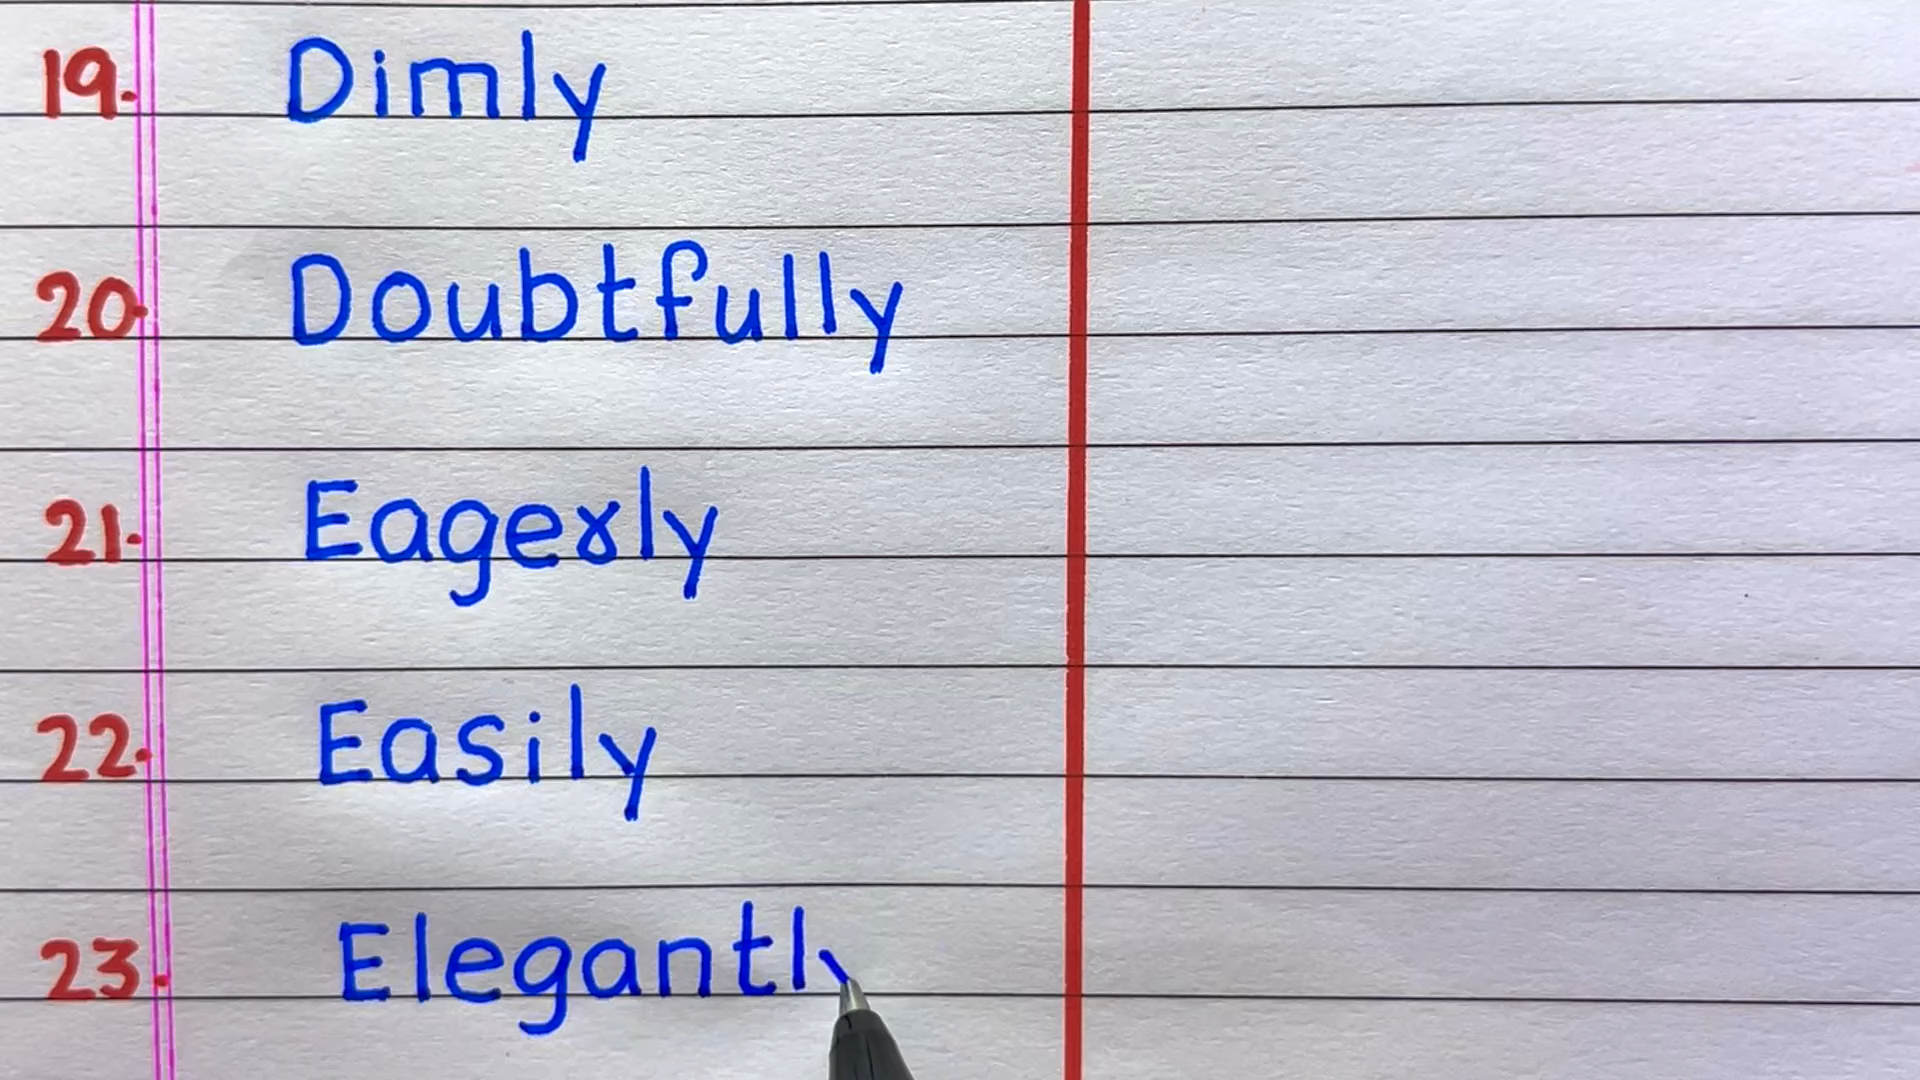 19. Dimly
20. Doubtfully
21. Eagerly
22. Easily
23. Elegantl